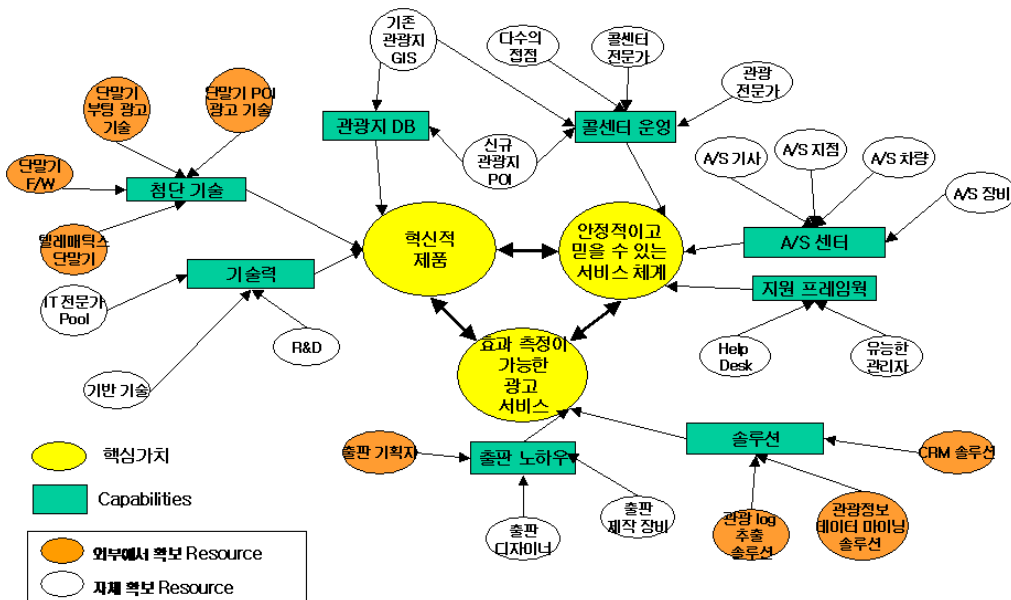 기존
관광지
GIS
다수의
접점
콜센터
전문가
관광
전문가
단말기
부팅 광고
기술
단말기 POI
광고 기술
관광지 DB
콜센터 운영
신규
관광지
POI
A/S 기사
A/S 지점
A/S 차량
A/S 장비
단말기
F/W
첨단 기술
텔레매틱스
단말기
혁신적
제품
안정적이고
믿을 수 있는
서비스 체계
A/S 센터
기술력
지원 프레임웍
IT 전문가
Pool
R&D
기반 기술
효과 측정이
가능한
광고
서비스
Help
Desk
유능한
관리자
출판 기획자
출판 노하우
솔루션
CRM 솔루션
출판
디자이너
출판
제작 장비
관광 log
추출
솔루션
관광정보
데이터 마이닝
솔루션
핵심가치
Capabilities
외부에서 확보 Resource
자체 확보 Resource